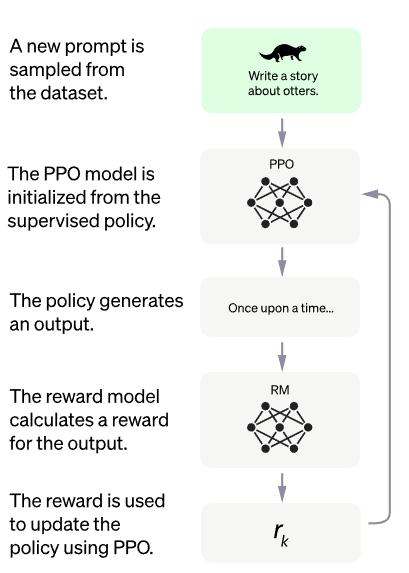 A new prompt is
sampled from
the dataset.
Write a story
about otters.
The PPO model is
initialized from the
supervised policy.
PPO
The policy generates
an output.
Once upon a time...
The reward model
calculates a reward
for the output.
RM
The reward is used
to update the
policy using PPO.
r_k